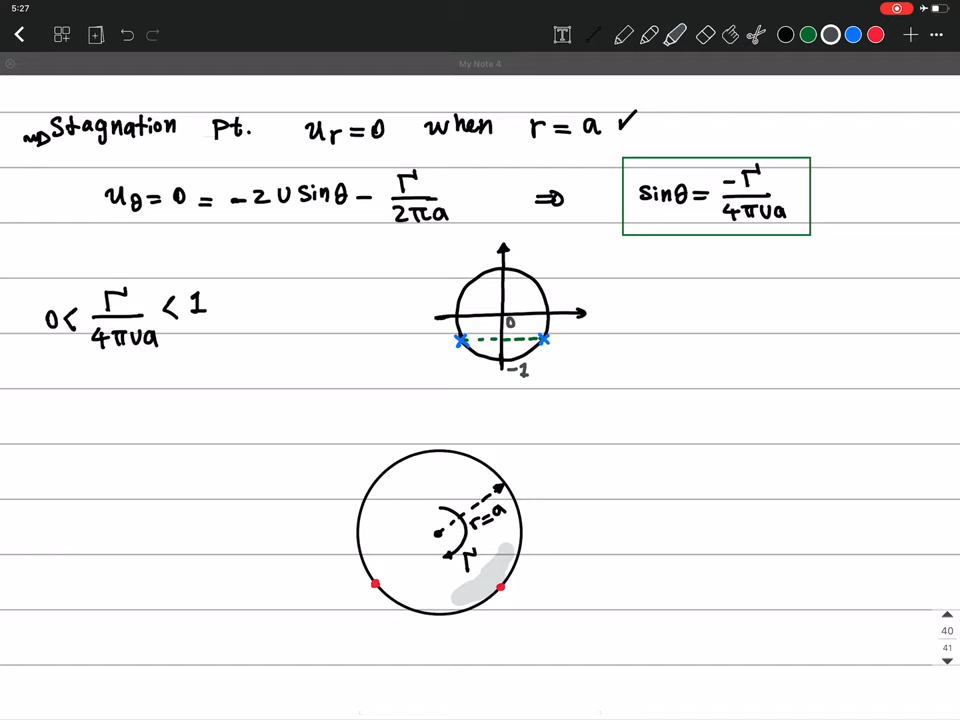 5:27
My Note 4
Stagnation Pt. u_r = 0 when r = a ✓
u_θ = 0 = -2U sinθ - Γ/2πa ⇒ sinθ = -Γ/4πUa
0 < Γ/4πUa < 1
0
-1
r = a
Γ
40
41